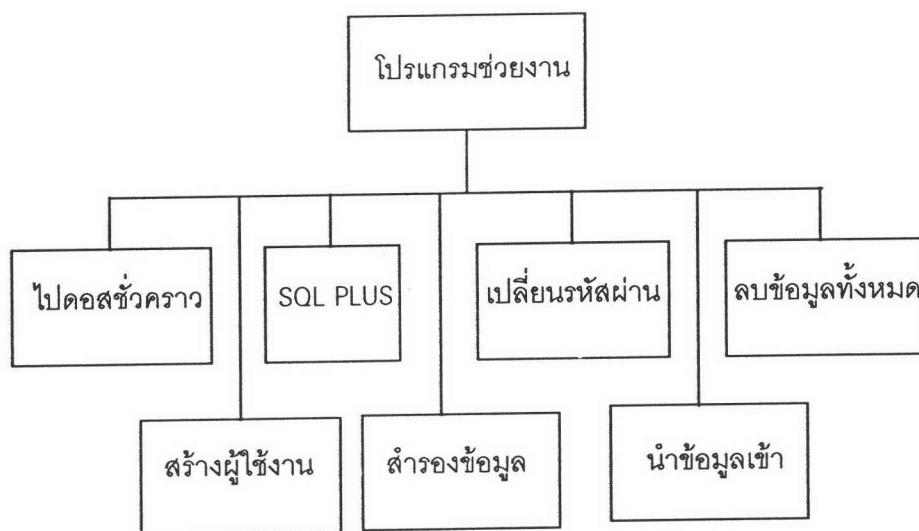 โปรแกรมช่วยงาน
ไปดอสชั่วคราว
SQL PLUS
เปลี่ยนรหัสผ่าน
ลบข้อมูลทั้งหมด
สร้างผู้ใช้งาน
สำรองข้อมูล
นำข้อมูลเข้า